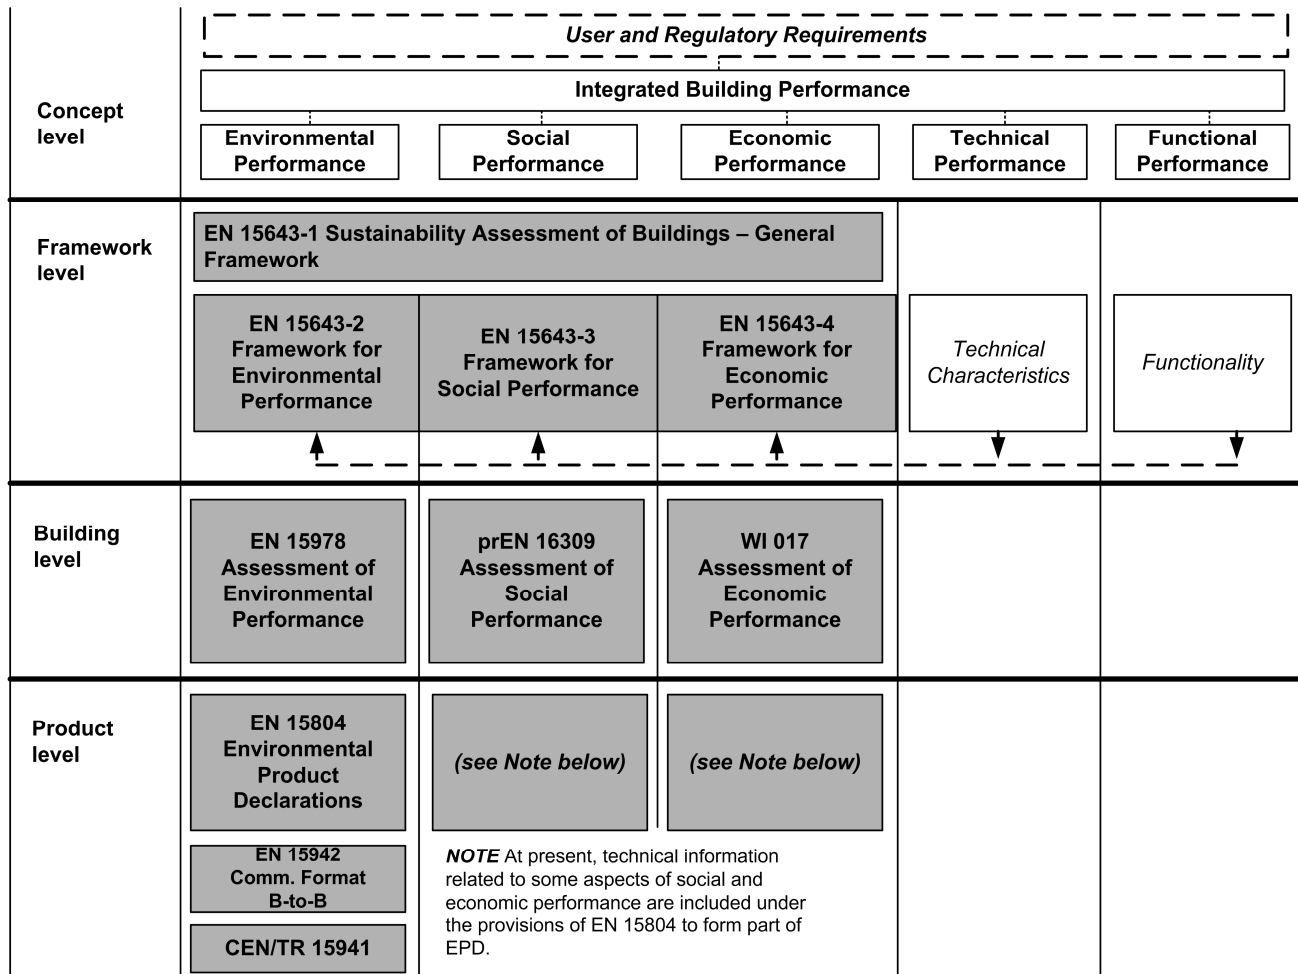 User and Regulatory Requirements
Integrated Building Performance
Concept
level
Environmental
Performance
Social
Performance
Economic
Performance
Technical
Performance
Functional
Performance
Framework
level
EN 15643-1 Sustainability Assessment of Buildings – General
Framework
EN 15643-2
Framework for
Environmental
Performance
EN 15643-3
Framework for
Social Performance
EN 15643-4
Framework for
Economic
Performance
Technical
Characteristics
Functionality
Building
level
EN 15978
Assessment of
Environmental
Performance
prEN 16309
Assessment of
Social
Performance
WI 017
Assessment of
Economic
Performance
Product
level
EN 15804
Environmental
Product
Declarations
(see Note below)
(see Note below)
EN 15942
Comm. Format
B-to-B
CEN/TR 15941
NOTE At present, technical information
related to some aspects of social and
economic performance are included under
the provisions of EN 15804 to form part of
EPD.